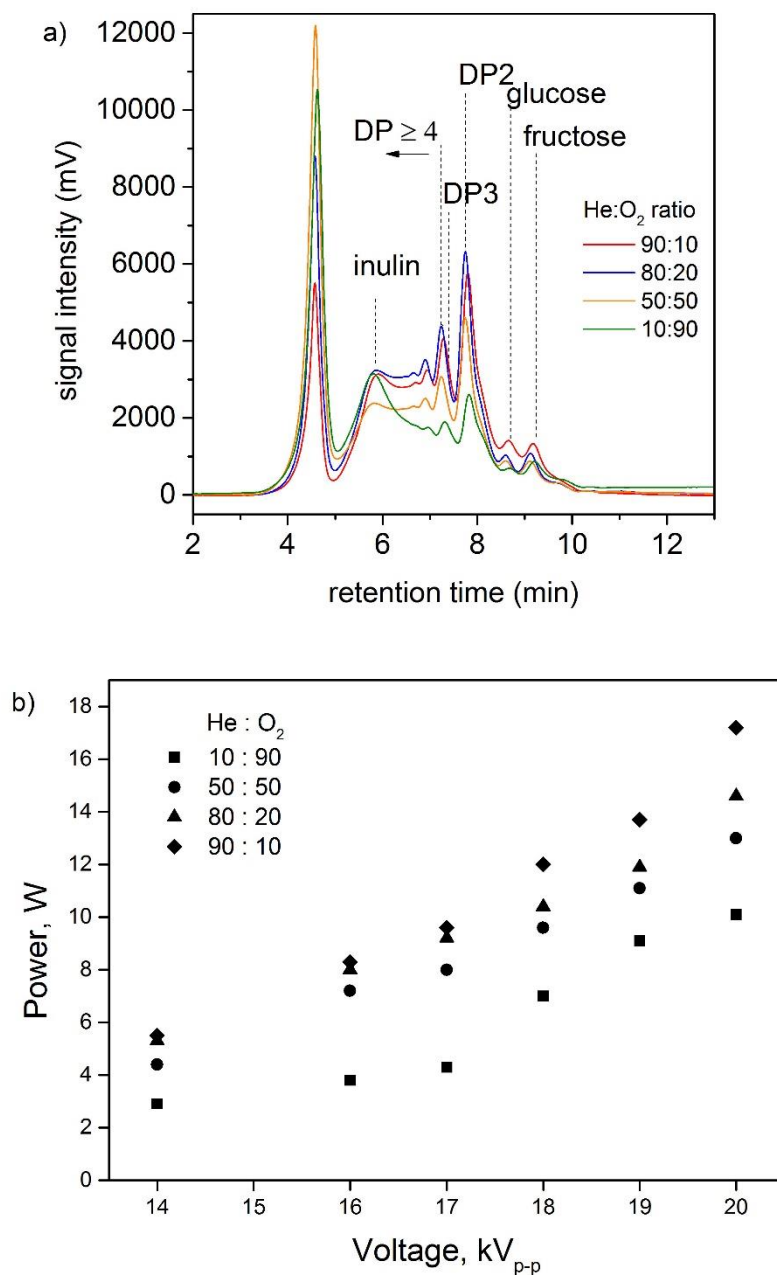 a)
12000
10000
8000
6000
4000
2000
0
signal intensity (mV)
DP2
glucose
DP ≥ 4
fructose
DP3
inulin
He:O₂ ratio
90:10
80:20
50:50
10:90
2 4 6 8 10 12
retention time (min)
b)
18
16
14
12
10
8
6
4
2
0
Power, W
He : O₂
10 : 90
50 : 50
80 : 20
90 : 10
14 15 16 17 18 19 20
Voltage, kVₚ₋ₚ